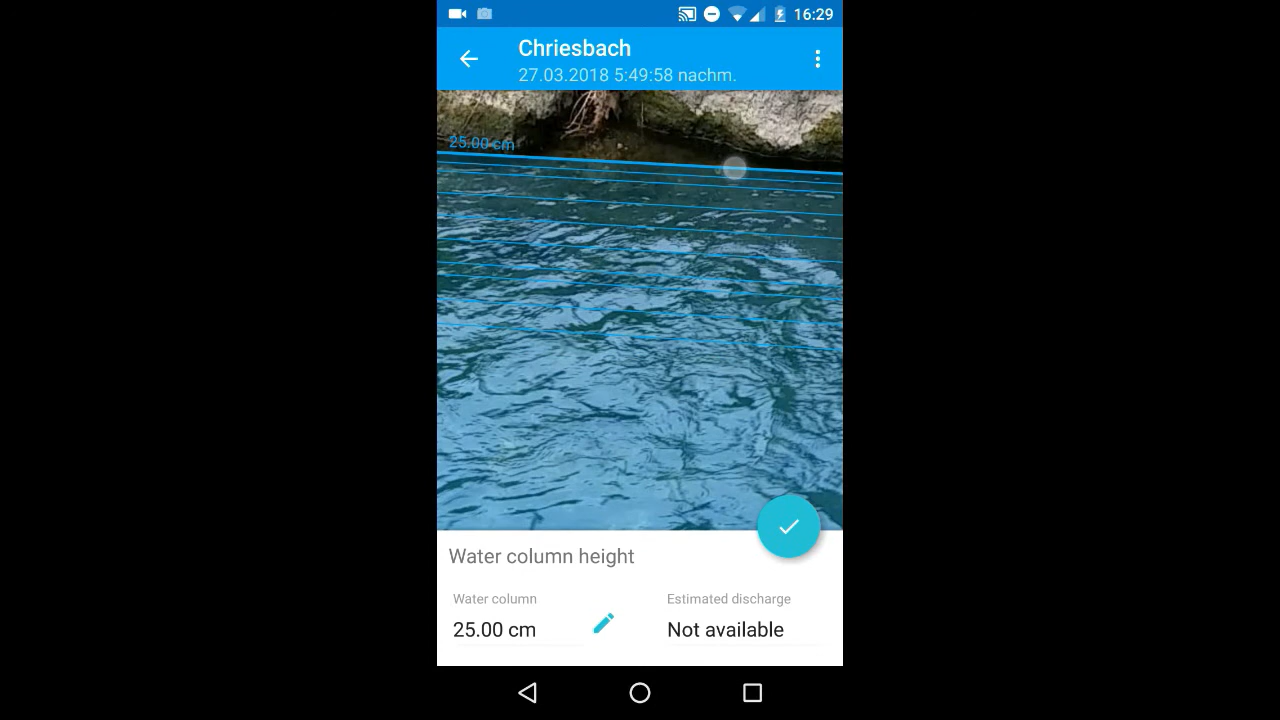 16:29
Chriesbach
27.03.2018 5:49:58 nachm.
25.00 cm
Water column height
Water column
Estimated discharge
25.00 cm
Not available